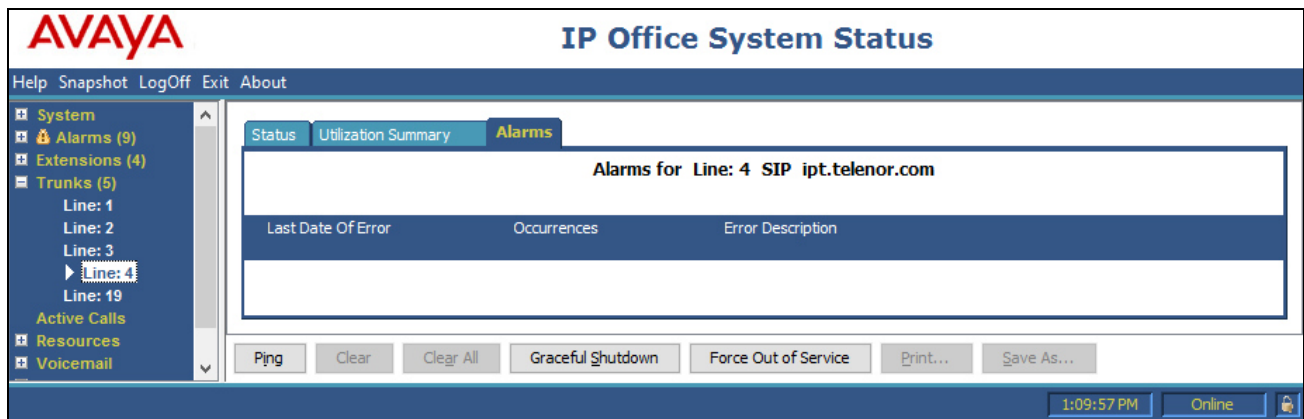 AVAYA
IP Office System Status
Help Snapshot LogOff Exit About
System
Alarms (9)
Extensions (4)
Trunks (5)
Line: 1
Line: 2
Line: 3
Line: 4
Line: 19
Active Calls
Resources
Voicemail
Status Utilization Summary Alarms
Alarms for Line: 4 SIP ipt.telenor.com
Last Date Of Error Occurrences Error Description
Ping Clear Clear All Graceful Shutdown Force Out of Service Print... Save As...
1:09:57 PM Online